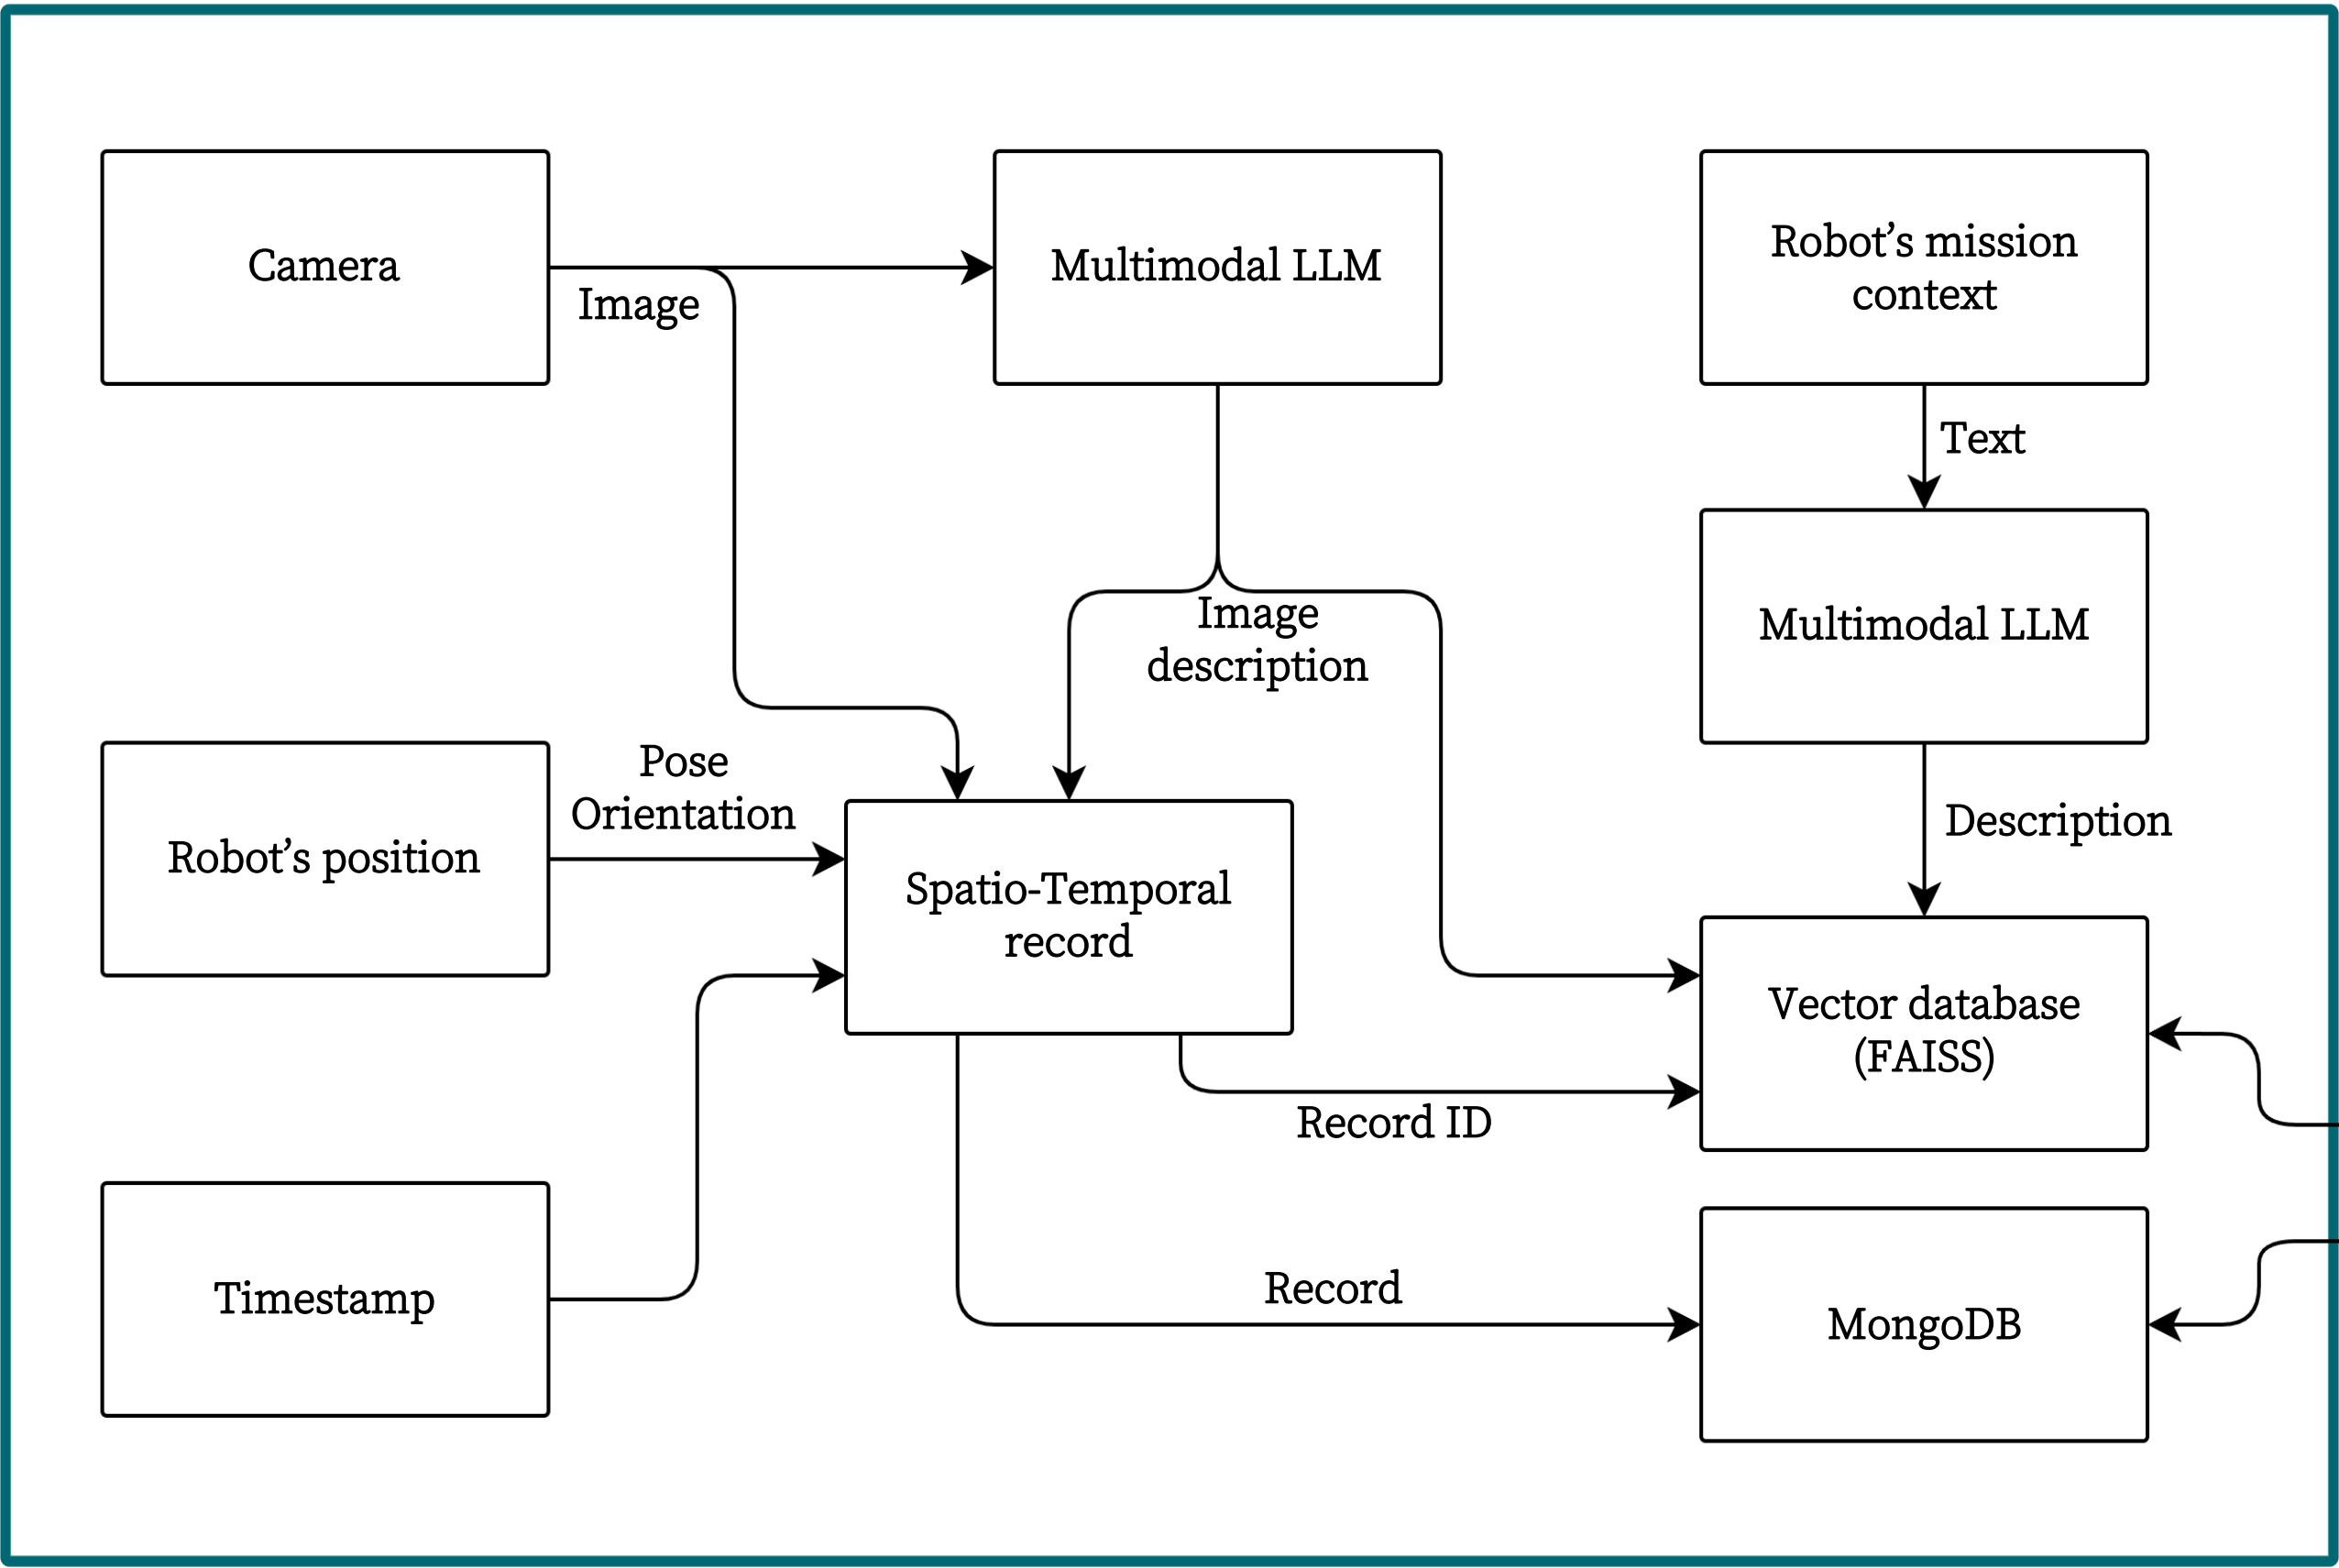 Camera
Image
Multimodal LLM
Robot’s mission
context
Text
Multimodal LLM
Image
description
Description
Pose
Orientation
Robot’s position
Spatio-Temporal
record
Vector database
(FAISS)
Record ID
Timestamp
Record
MongoDB